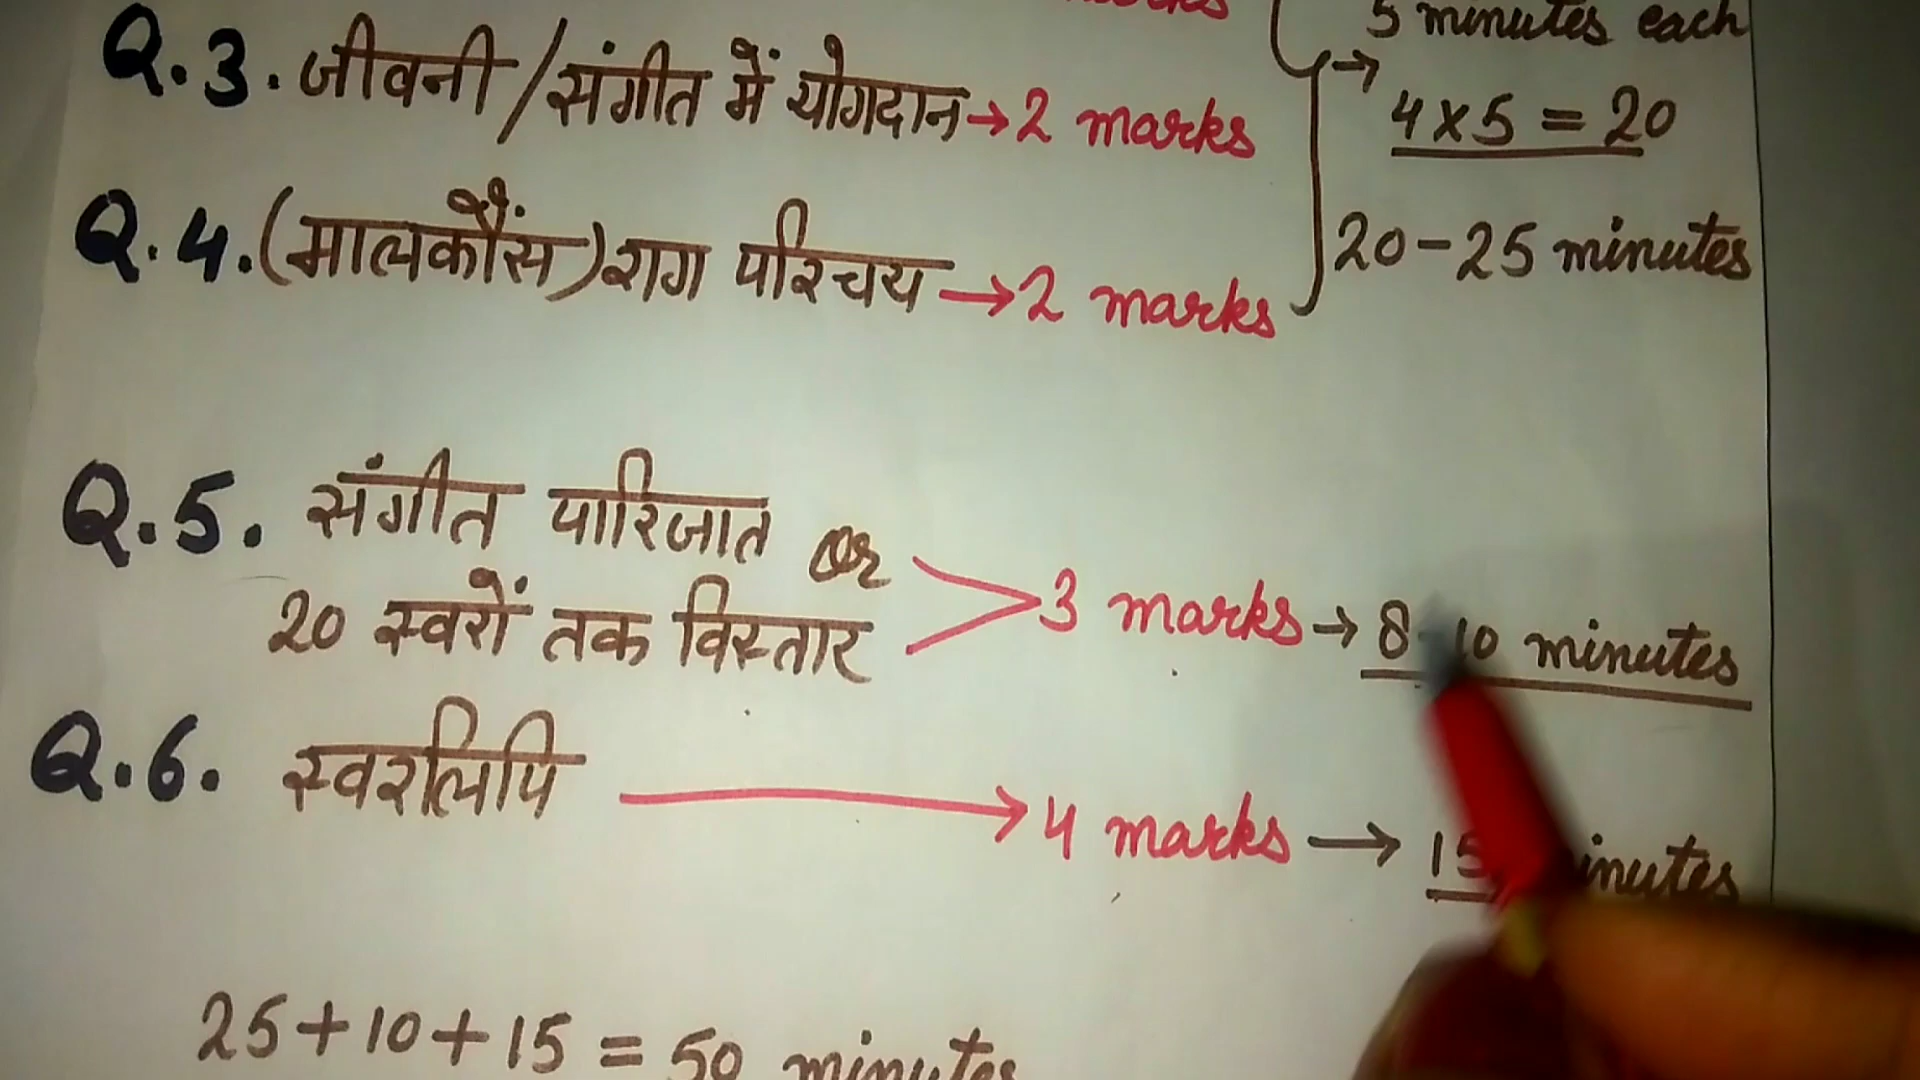 5 minutes each
Q.3. जीवनी/संगीत में योगदान → 2 marks
→ 4 x 5 = 20
Q.4. (मालकौंस) राग परिचय → 2 marks
20-25 minutes
Q.5. संगीत पारिजात or
20 स्वरों तक विस्तार
3 marks → 8-10 minutes
Q.6. स्वरलिपि → 4 marks → 15 minutes
25+10+15 = 50 minutes